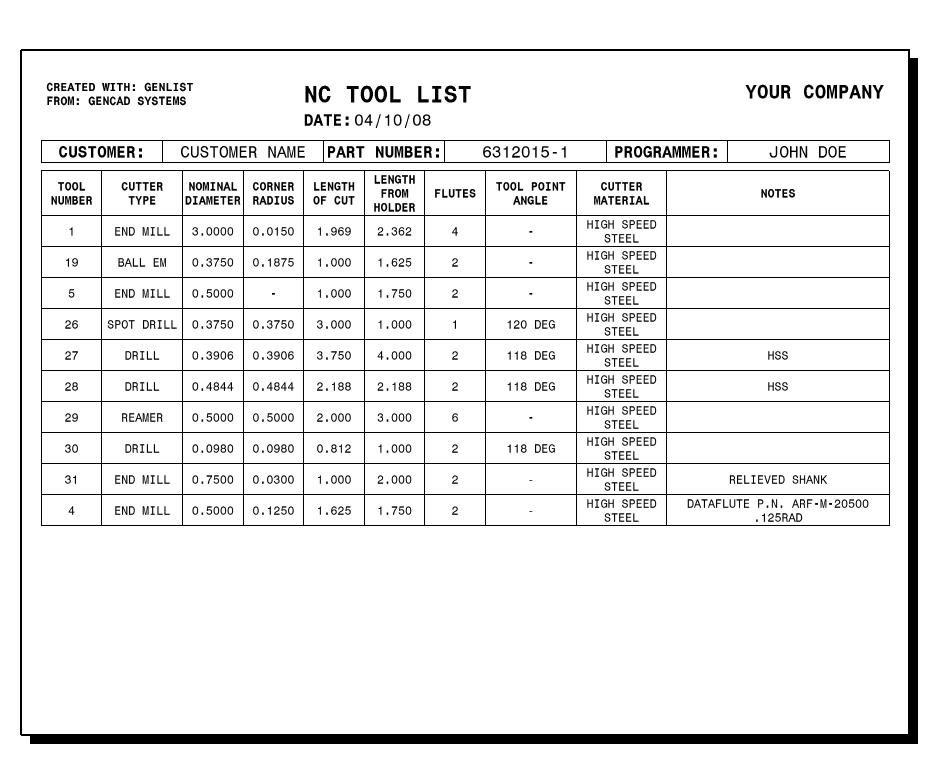 CREATED WITH: GENLIST
FROM: GENCAD SYSTEMS
NC TOOL LIST
YOUR COMPANY
DATE: 04/10/08
CUSTOMER: CUSTOMER NAME PART NUMBER: 6312015-1 PROGRAMMER: JOHN DOE
TOOL NUMBER CUTTER TYPE NOMINAL DIAMETER CORNER RADIUS LENGTH OF CUT LENGTH FROM HOLDER FLUTES TOOL POINT ANGLE CUTTER MATERIAL NOTES
1 END MILL 3.0000 0.0150 1.969 2.362 4 - HIGH SPEED STEEL
19 BALL EM 0.3750 0.1875 1.000 1.625 2 - HIGH SPEED STEEL
5 END MILL 0.5000 - 1.000 1.750 2 - HIGH SPEED STEEL
26 SPOT DRILL 0.3750 0.3750 3.000 1.000 1 120 DEG HIGH SPEED STEEL
27 DRILL 0.3906 0.3906 3.750 4.000 2 118 DEG HIGH SPEED STEEL HSS
28 DRILL 0.4844 0.4844 2.188 2.188 2 118 DEG HIGH SPEED STEEL HSS
29 REAMER 0.5000 0.5000 2.000 3.000 6 - HIGH SPEED STEEL
30 DRILL 0.0980 0.0980 0.812 1.000 2 118 DEG HIGH SPEED STEEL
31 END MILL 0.7500 0.0300 1.000 2.000 2 - HIGH SPEED STEEL RELIEVED SHANK
4 END MILL 0.5000 0.1250 1.625 1.750 2 - HIGH SPEED STEEL DATAFLUTE P.N. ARF-M-20500 .125RAD